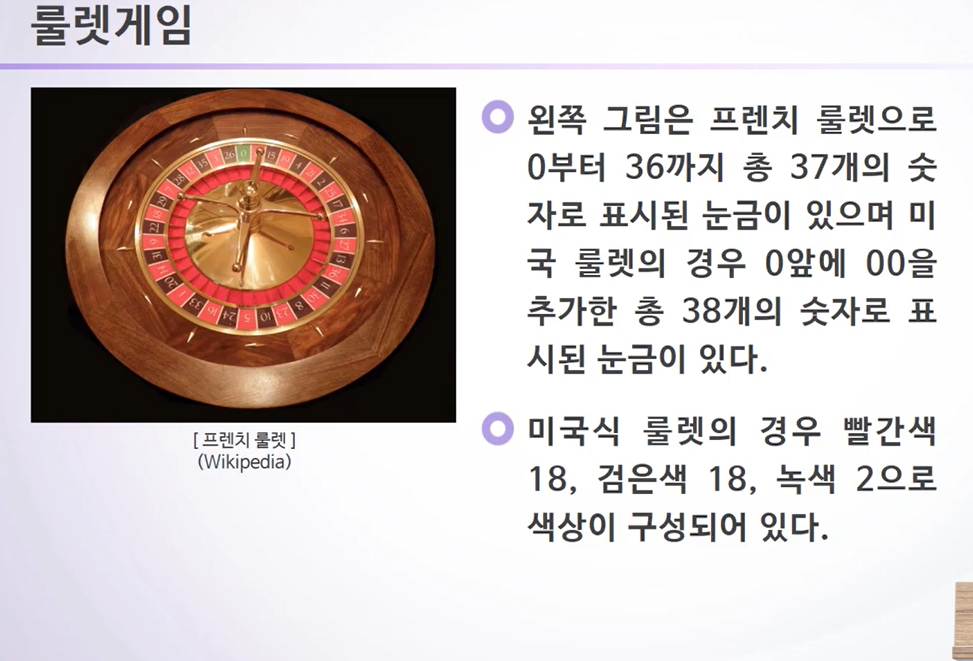 룰렛게임
왼쪽 그림은 프렌치 룰렛으로
0부터 36까지 총 37개의 숫
자로 표시된 눈금이 있으며 미
국 룰렛의 경우 0앞에 00을
추가한 총 38개의 숫자로 표
시된 눈금이 있다.
미국식 룰렛의 경우 빨간색
18, 검은색 18, 녹색 2으로
색상이 구성되어 있다.
[ 프렌치 룰렛 ]
(Wikipedia)